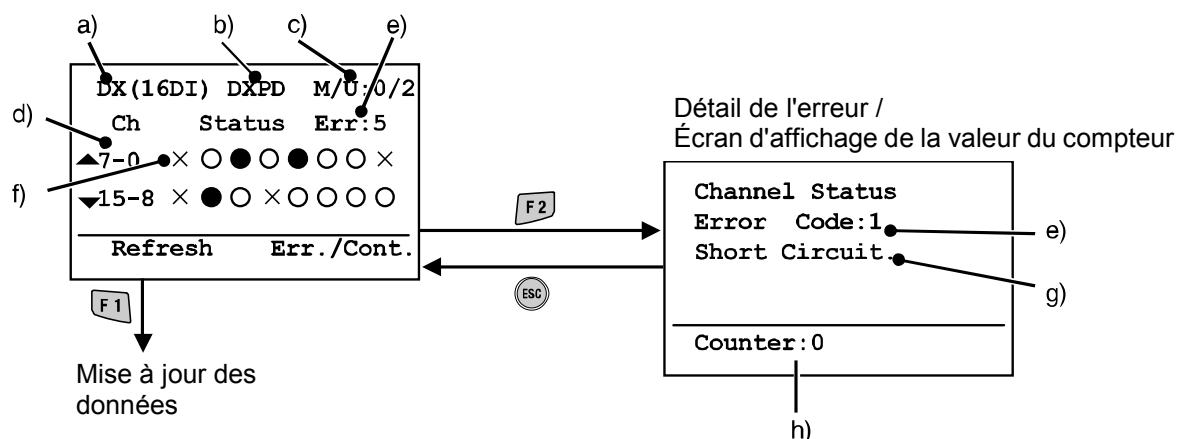 a)
b)
c)
e)
DX(16DI) DXPD M/U:0/2
d)
Ch Status Err:5
▲7-0 × ○ ● ○ ● ○ ○ ×
f)
▼15-8 × ● ○ × ○ ○ ○ ○
Refresh Err./Cont.
F1
Mise à jour des
données
F2
ESC
Détail de l'erreur /
Écran d'affichage de la valeur du compteur
Channel Status
Error Code:1
e)
Short Circuit.
g)
Counter:0
h)